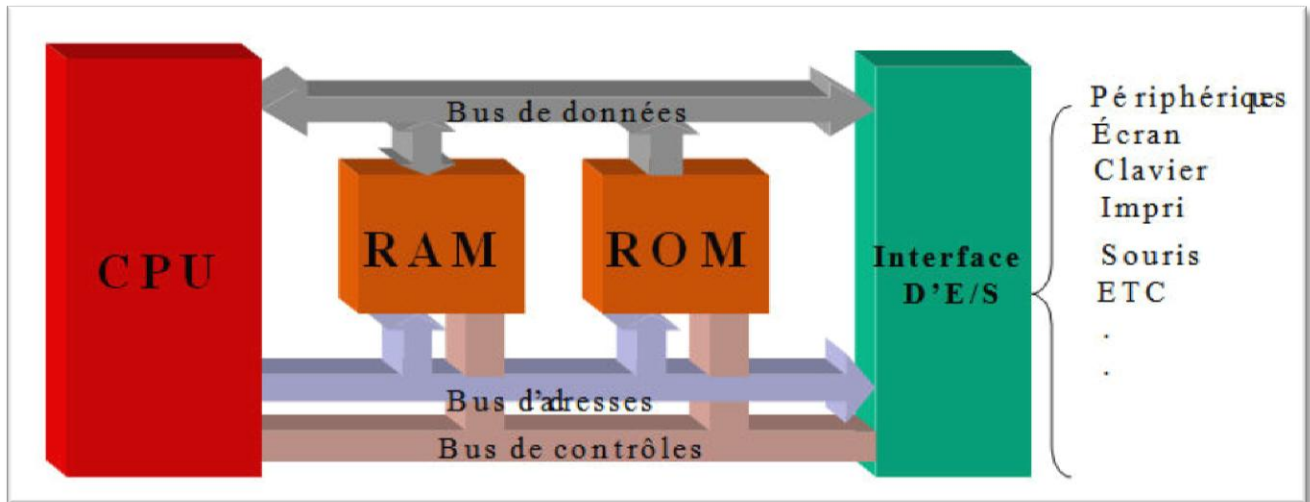 Bus de données
Périphériques
Écran
Clavier
Impri
Souris
ETC
.
.
CPU
RAM
ROM
Interface
D’E/S
Bus d’adresses
Bus de contrôles